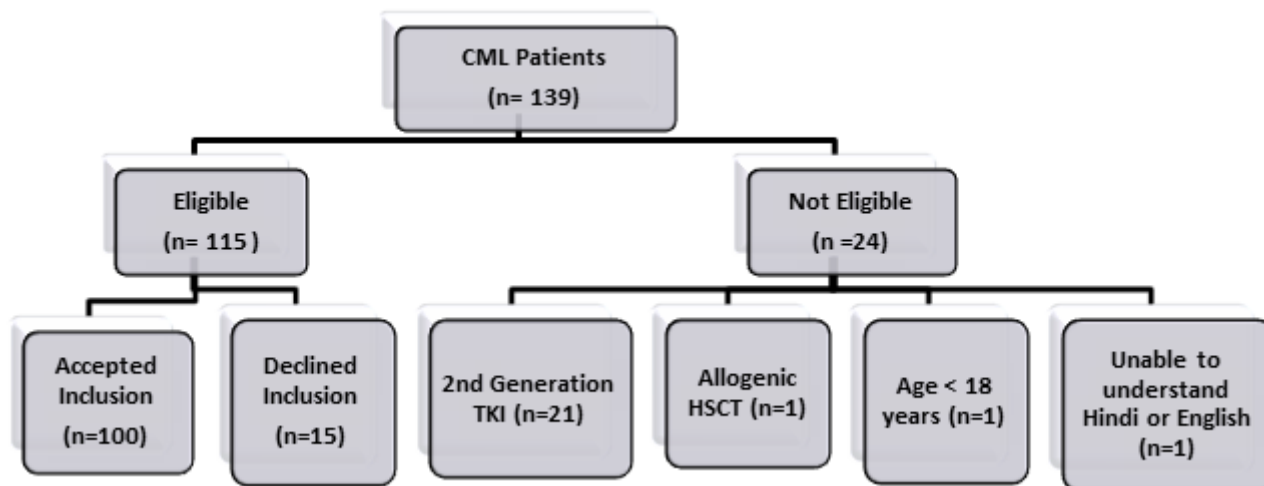 CML Patients
(n= 139)
Eligible
(n= 115 )
Not Eligible
(n =24)
Accepted
Inclusion
(n=100)
Declined
Inclusion
(n=15)
2nd Generation
TKI (n=21)
Allogenic
HSCT (n=1)
Age < 18
years (n=1)
Unable to
understand
Hindi or English
(n=1)